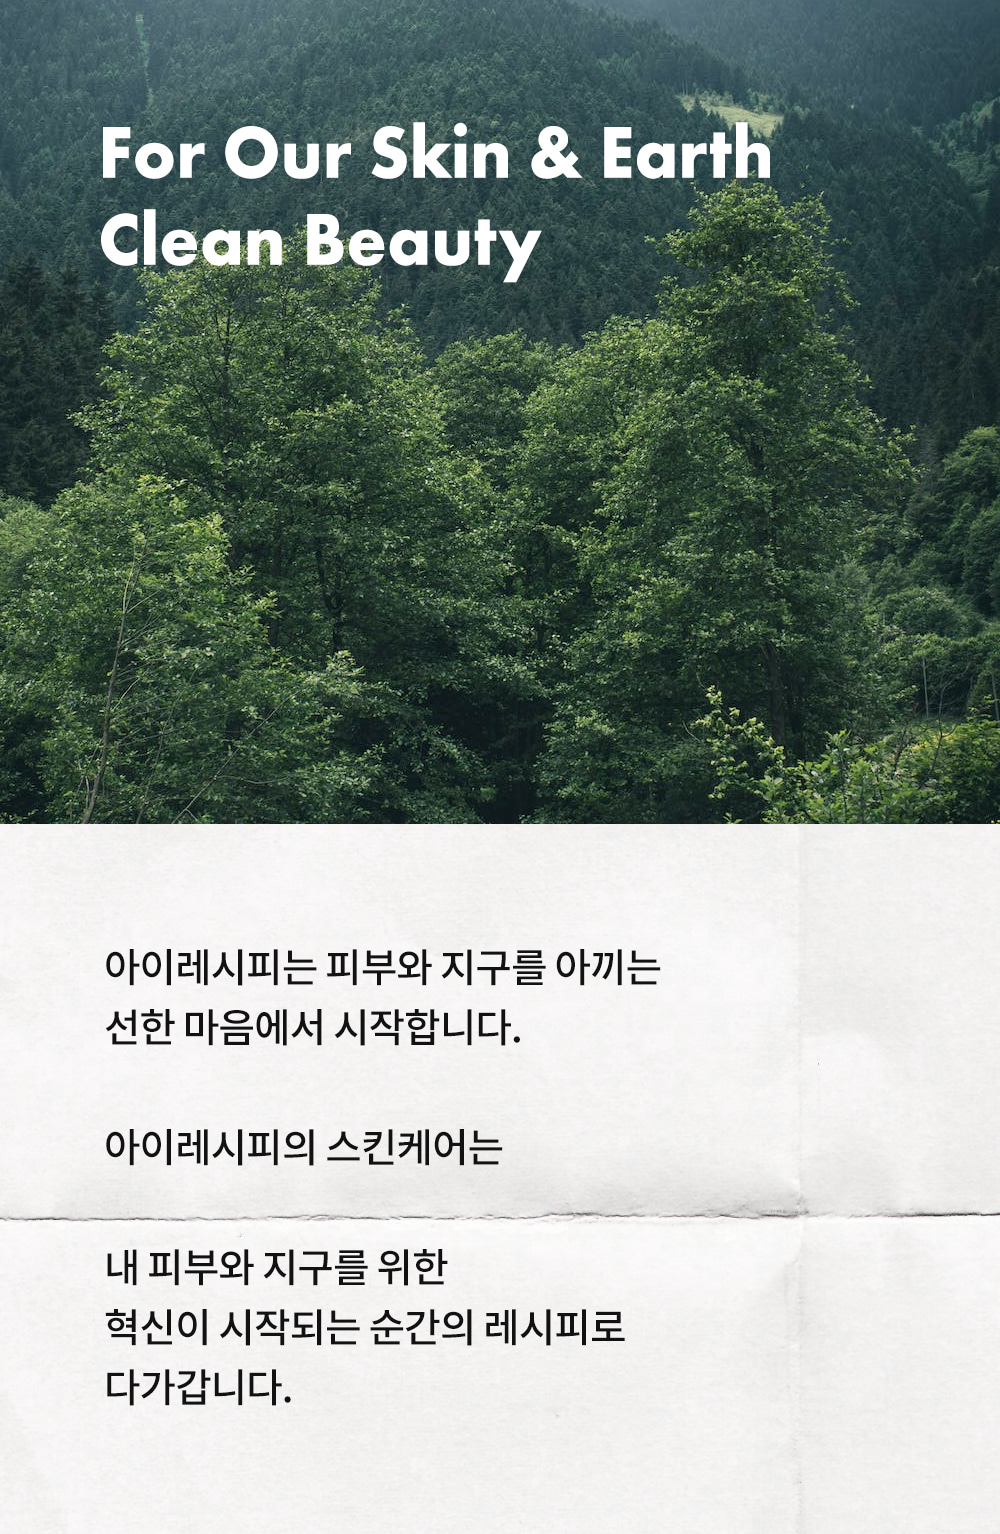 For Our Skin & Earth
Clean Beauty
아이레시피는 피부와 지구를 아끼는
선한 마음에서 시작합니다.
아이레시피의 스킨케어는
내 피부와 지구를 위한
혁신이 시작되는 순간의 레시피로
다가갑니다.